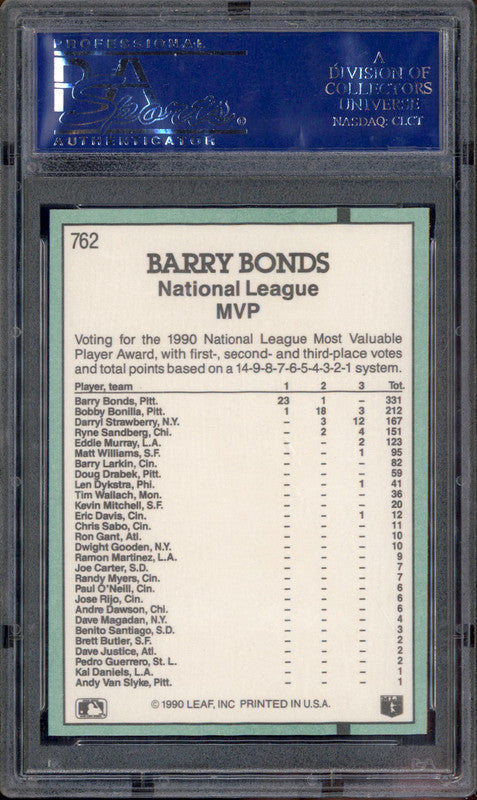 PROFESSIONAL
PSA
Sports®
AUTHENTICATOR
A
DIVISION OF
COLLECTORS
UNIVERSE
NASDAQ: CLCT
762
BARRY BONDS
National League
MVP
Voting for the 1990 National League Most Valuable
Player Award, with first-, second- and third-place votes
and total points based on a 14-9-8-7-6-5-4-3-2-1 system.
Player, team 1 2 3 Tot.
Barry Bonds, Pitt. 23 1 – 331
Bobby Bonilla, Pitt. 1 18 3 212
Darryl Strawberry, N.Y. – 3 12 167
Ryne Sandberg, Chi. – 2 4 151
Eddie Murray, L.A. – – 2 123
Matt Williams, S.F. – – 1 95
Barry Larkin, Cin. – – – 82
Doug Drabek, Pitt. – – – 59
Len Dykstra, Phi. – – 1 41
Tim Wallach, Mon. – – – 36
Kevin Mitchell, S.F. – – – 20
Eric Davis, Cin. – – 1 12
Chris Sabo, Cin. – – – 11
Ron Gant, Atl. – – – 10
Dwight Gooden, N.Y. – – – 10
Ramon Martinez, L.A. – – – 9
Joe Carter, S.D. – – – 7
Randy Myers, Cin. – – – 7
Paul O'Neill, Cin. – – – 6
Jose Rijo, Cin. – – – 6
Andre Dawson, Chi. – – – 6
Dave Magadan, N.Y. – – – 4
Benito Santiago, S.D. – – – 3
Brett Butler, S.F. – – – 2
Dave Justice, Atl. – – – 2
Pedro Guerrero, St. L. – – – 2
Kal Daniels, L.A. – – – 1
Andy Van Slyke, Pitt. – – – 1
© 1990 LEAF, INC PRINTED IN U.S.A.